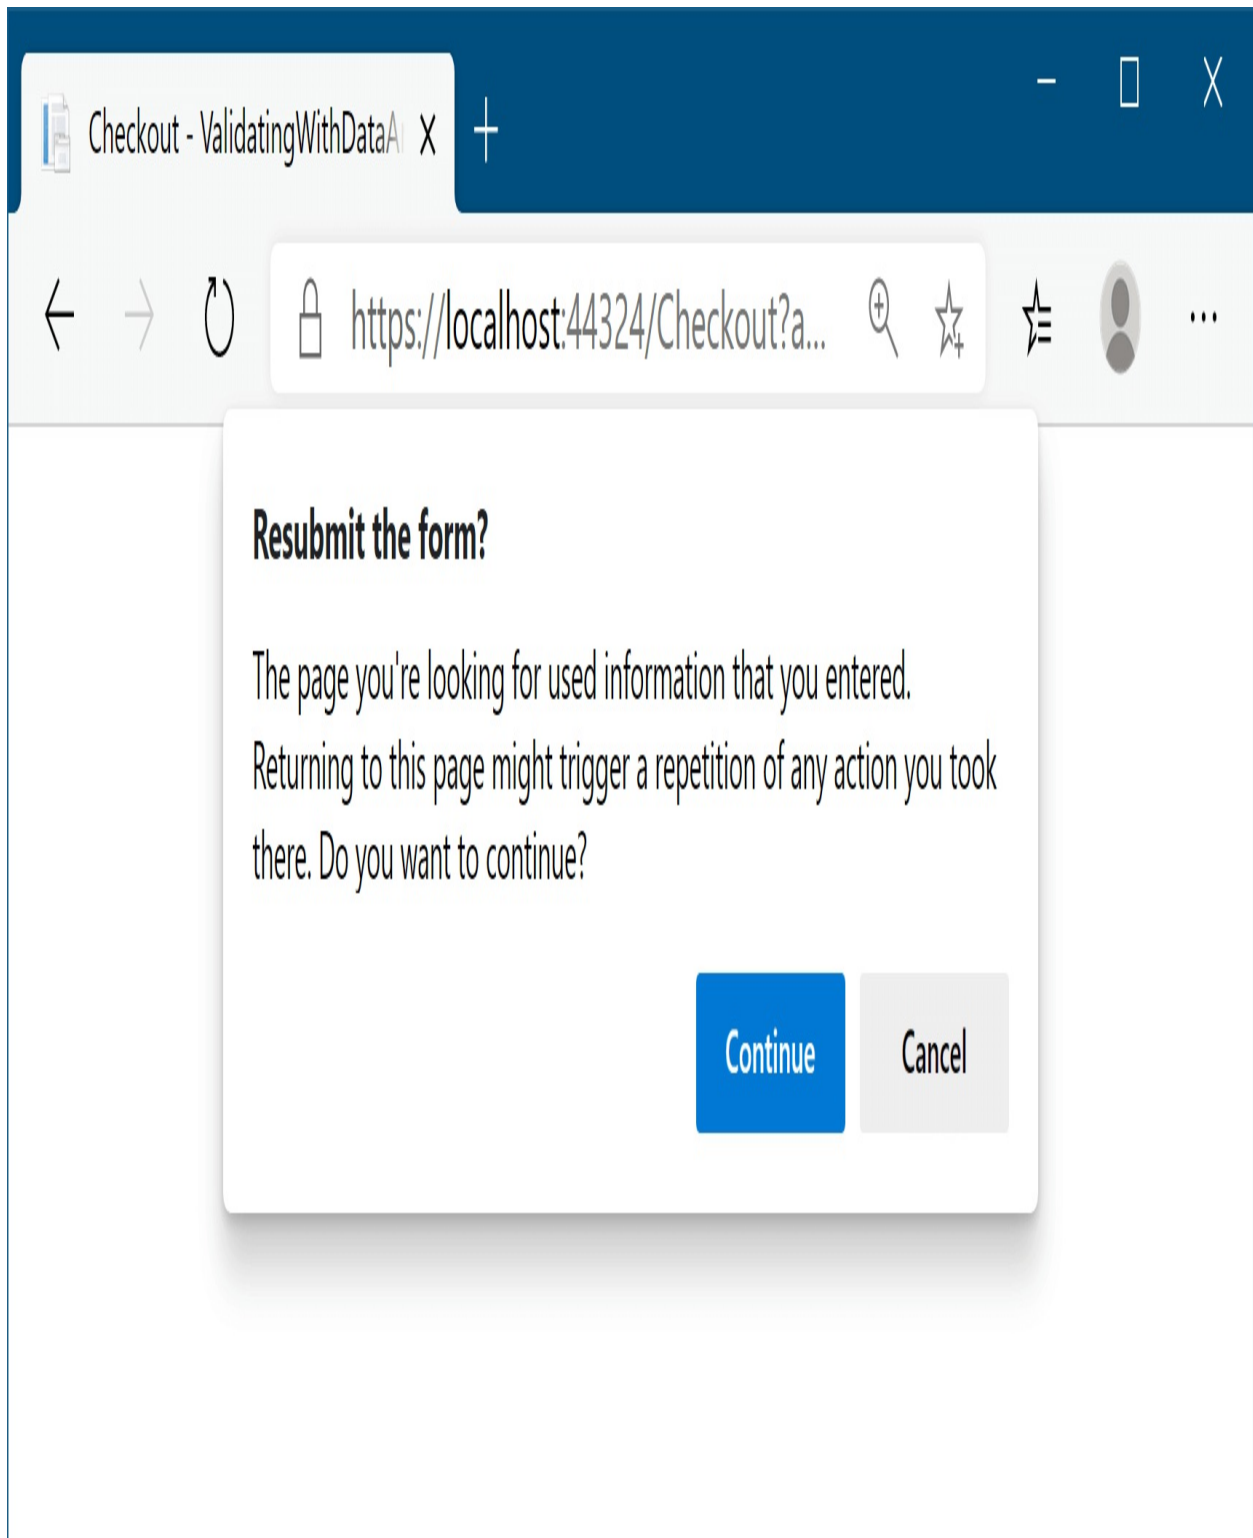 Checkout - ValidatingWithDataA
https://localhost:44324/Checkout?a...
Resubmit the form?
The page you're looking for used information that you entered.
Returning to this page might trigger a repetition of any action you took
there. Do you want to continue?
Continue Cancel